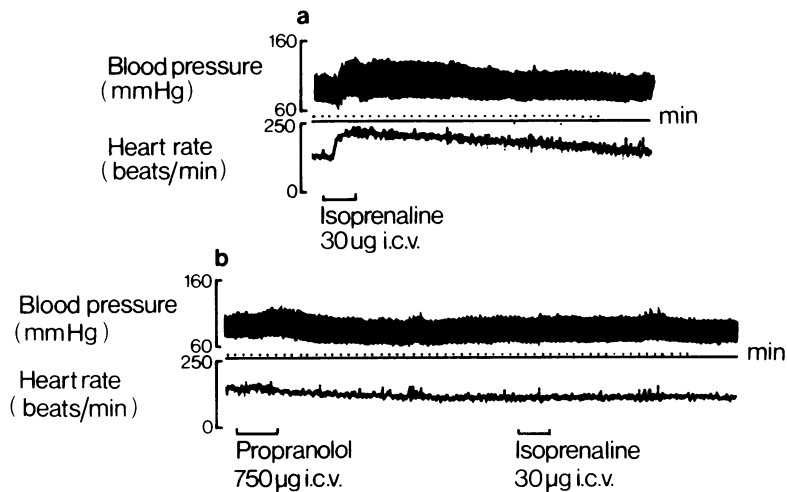 a
160
Blood pressure
(mmHg)
60
min
250
Heart rate
(beats/min)
0
Isoprenaline
30ug i.c.v.
b
160
Blood pressure
(mmHg)
60
min
250
Heart rate
(beats/min)
0
Propranolol
750µg i.c.v.
Isoprenaline
30µg i.c.v.